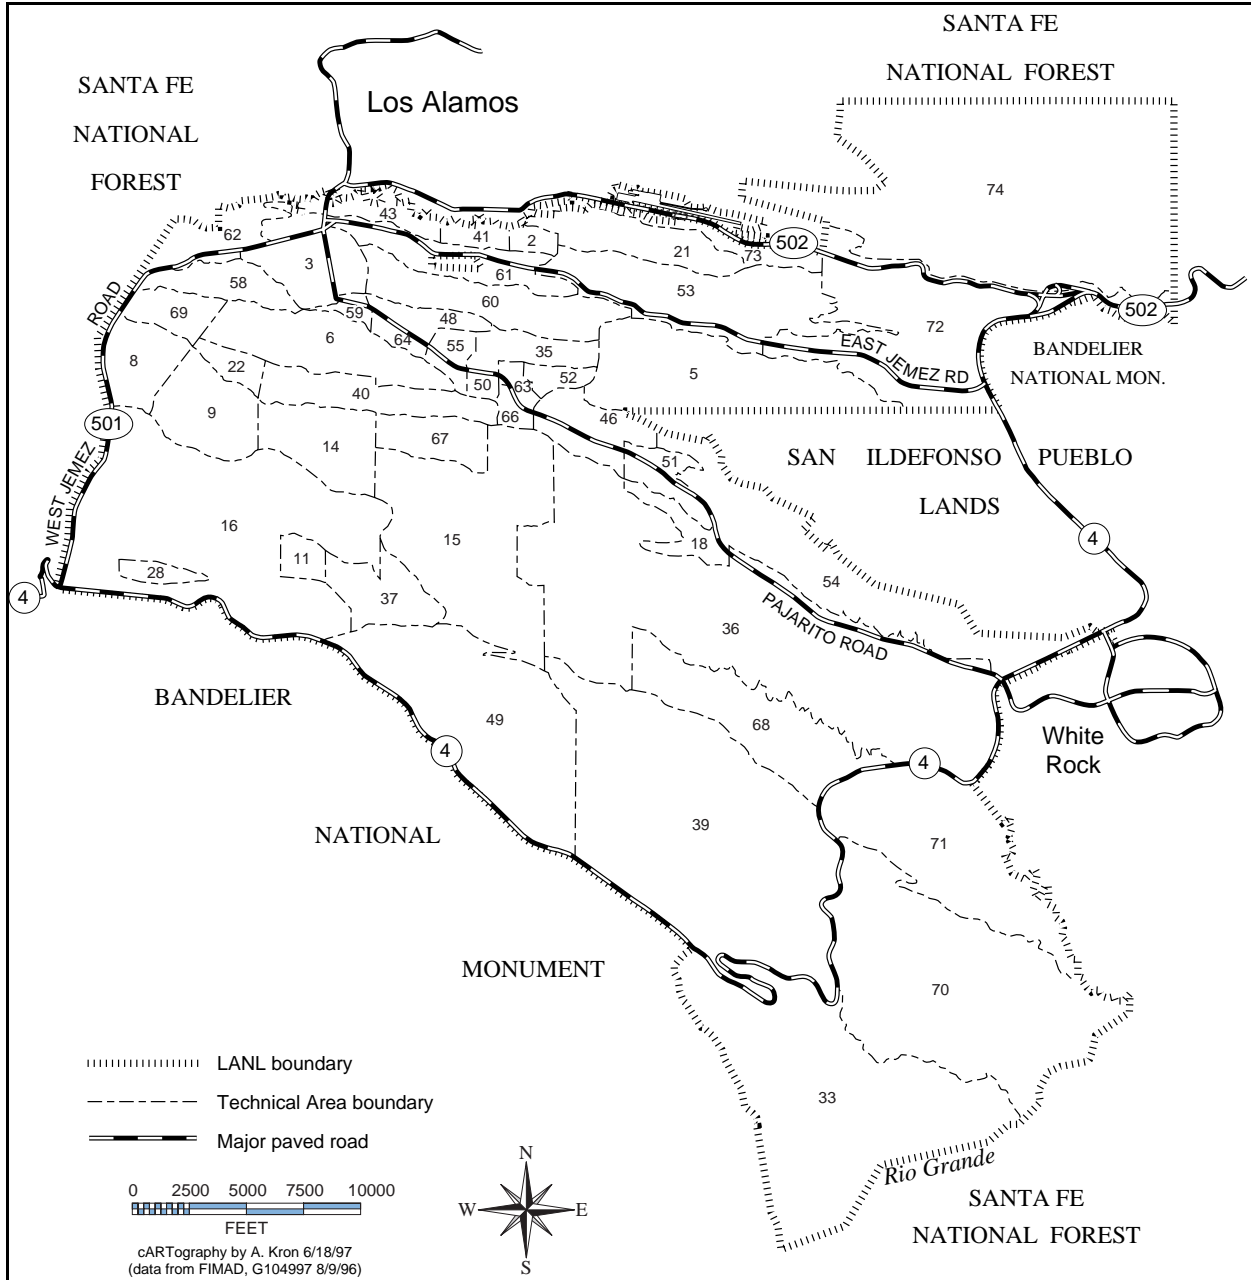 SANTA FE
NATIONAL FOREST
SANTA FE
NATIONAL
FOREST
Los Alamos
74
43
62
41
2
21
73
502
3
58
61
53
60
502
69
59
48
6
64
55
35
72
ROAD
EAST JEMEZ RD
BANDELIER
NATIONAL MON.
8
22
40
50
63
52
5
9
66
46
501
14
67
51
SAN ILDEFONSO PUEBLO
LANDS
WEST JEMEZ
16
15
18
4
11
28
37
54
4
36
PAJARITO ROAD
BANDELIER
49
68
White
Rock
4
4
39
71
NATIONAL
MONUMENT
70
33
LANL boundary
Technical Area boundary
Major paved road
Rio Grande
0 2500 5000 7500 10000
FEET
cARTography by A. Kron 6/18/97
(data from FIMAD, G104997 8/9/96)
N
W E
S
SANTA FE
NATIONAL FOREST